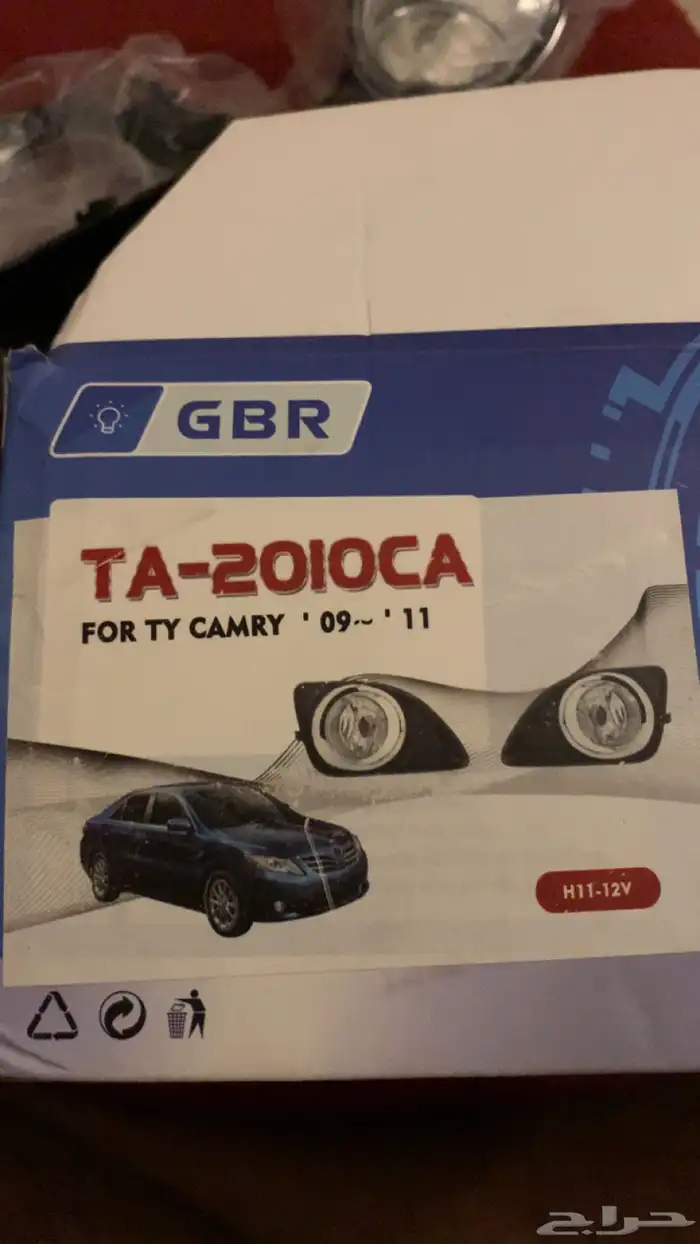 GBR
TA-2010CA
FOR TY CAMRY ' 09~ ' 11
H11-12V
حراج